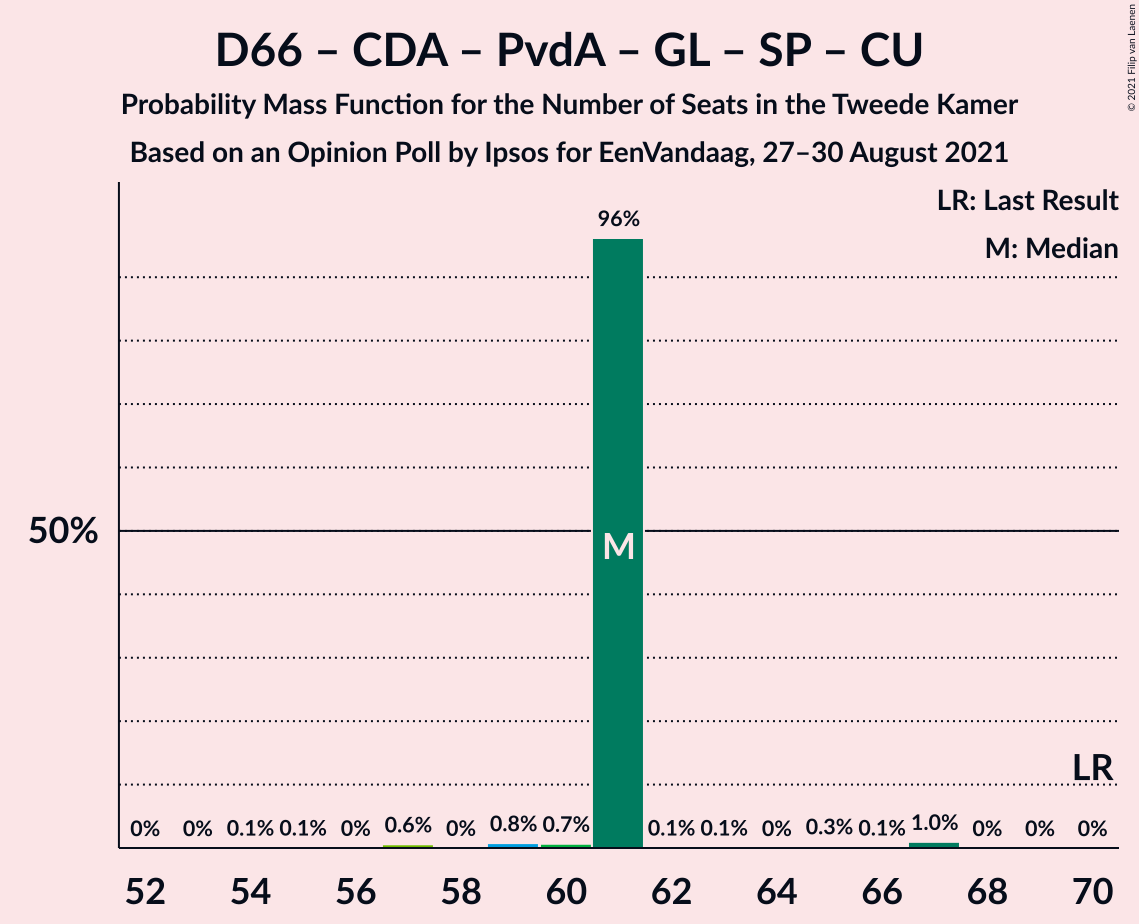 D66 – CDA – PvdA – GL – SP – CU
Probability Mass Function for the Number of Seats in the Tweede Kamer
Based on an Opinion Poll by Ipsos for EenVandaag, 27–30 August 2021
© 2021 Filip van Laenen
LR: Last Result
M: Median
96%
50%
M
LR
0% 0% 0.1% 0.1% 0% 0.6% 0% 0.8% 0.7% 0.1% 0.1% 0% 0.3% 0.1% 1.0% 0% 0% 0%
52 54 56 58 60 62 64 66 68 70